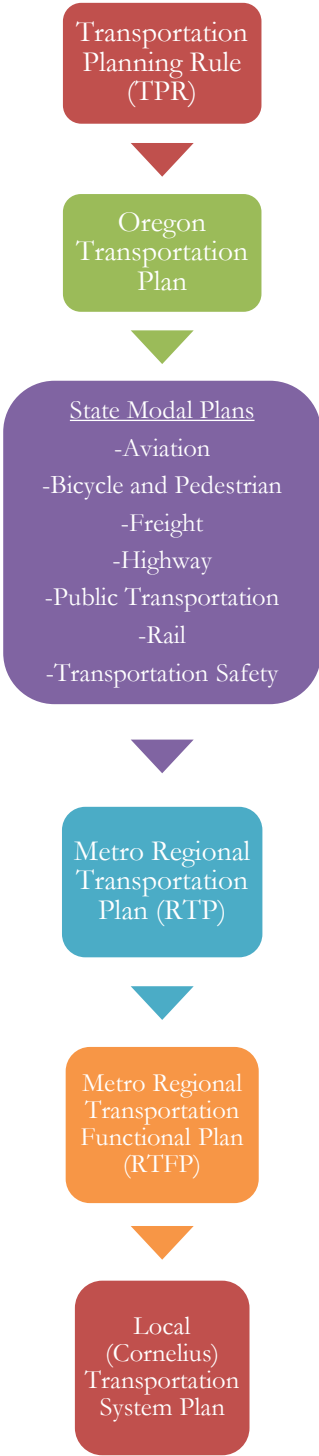 Transportation
Planning Rule
(TPR)
Oregon
Transportation
Plan
State Modal Plans
-Aviation
-Bicycle and Pedestrian
-Freight
-Highway
-Public Transportation
-Rail
-Transportation Safety
Metro Regional
Transportation
Plan (RTP)
Metro Regional
Transportation
Functional Plan
(RTFP)
Local
(Cornelius)
Transportation
System Plan